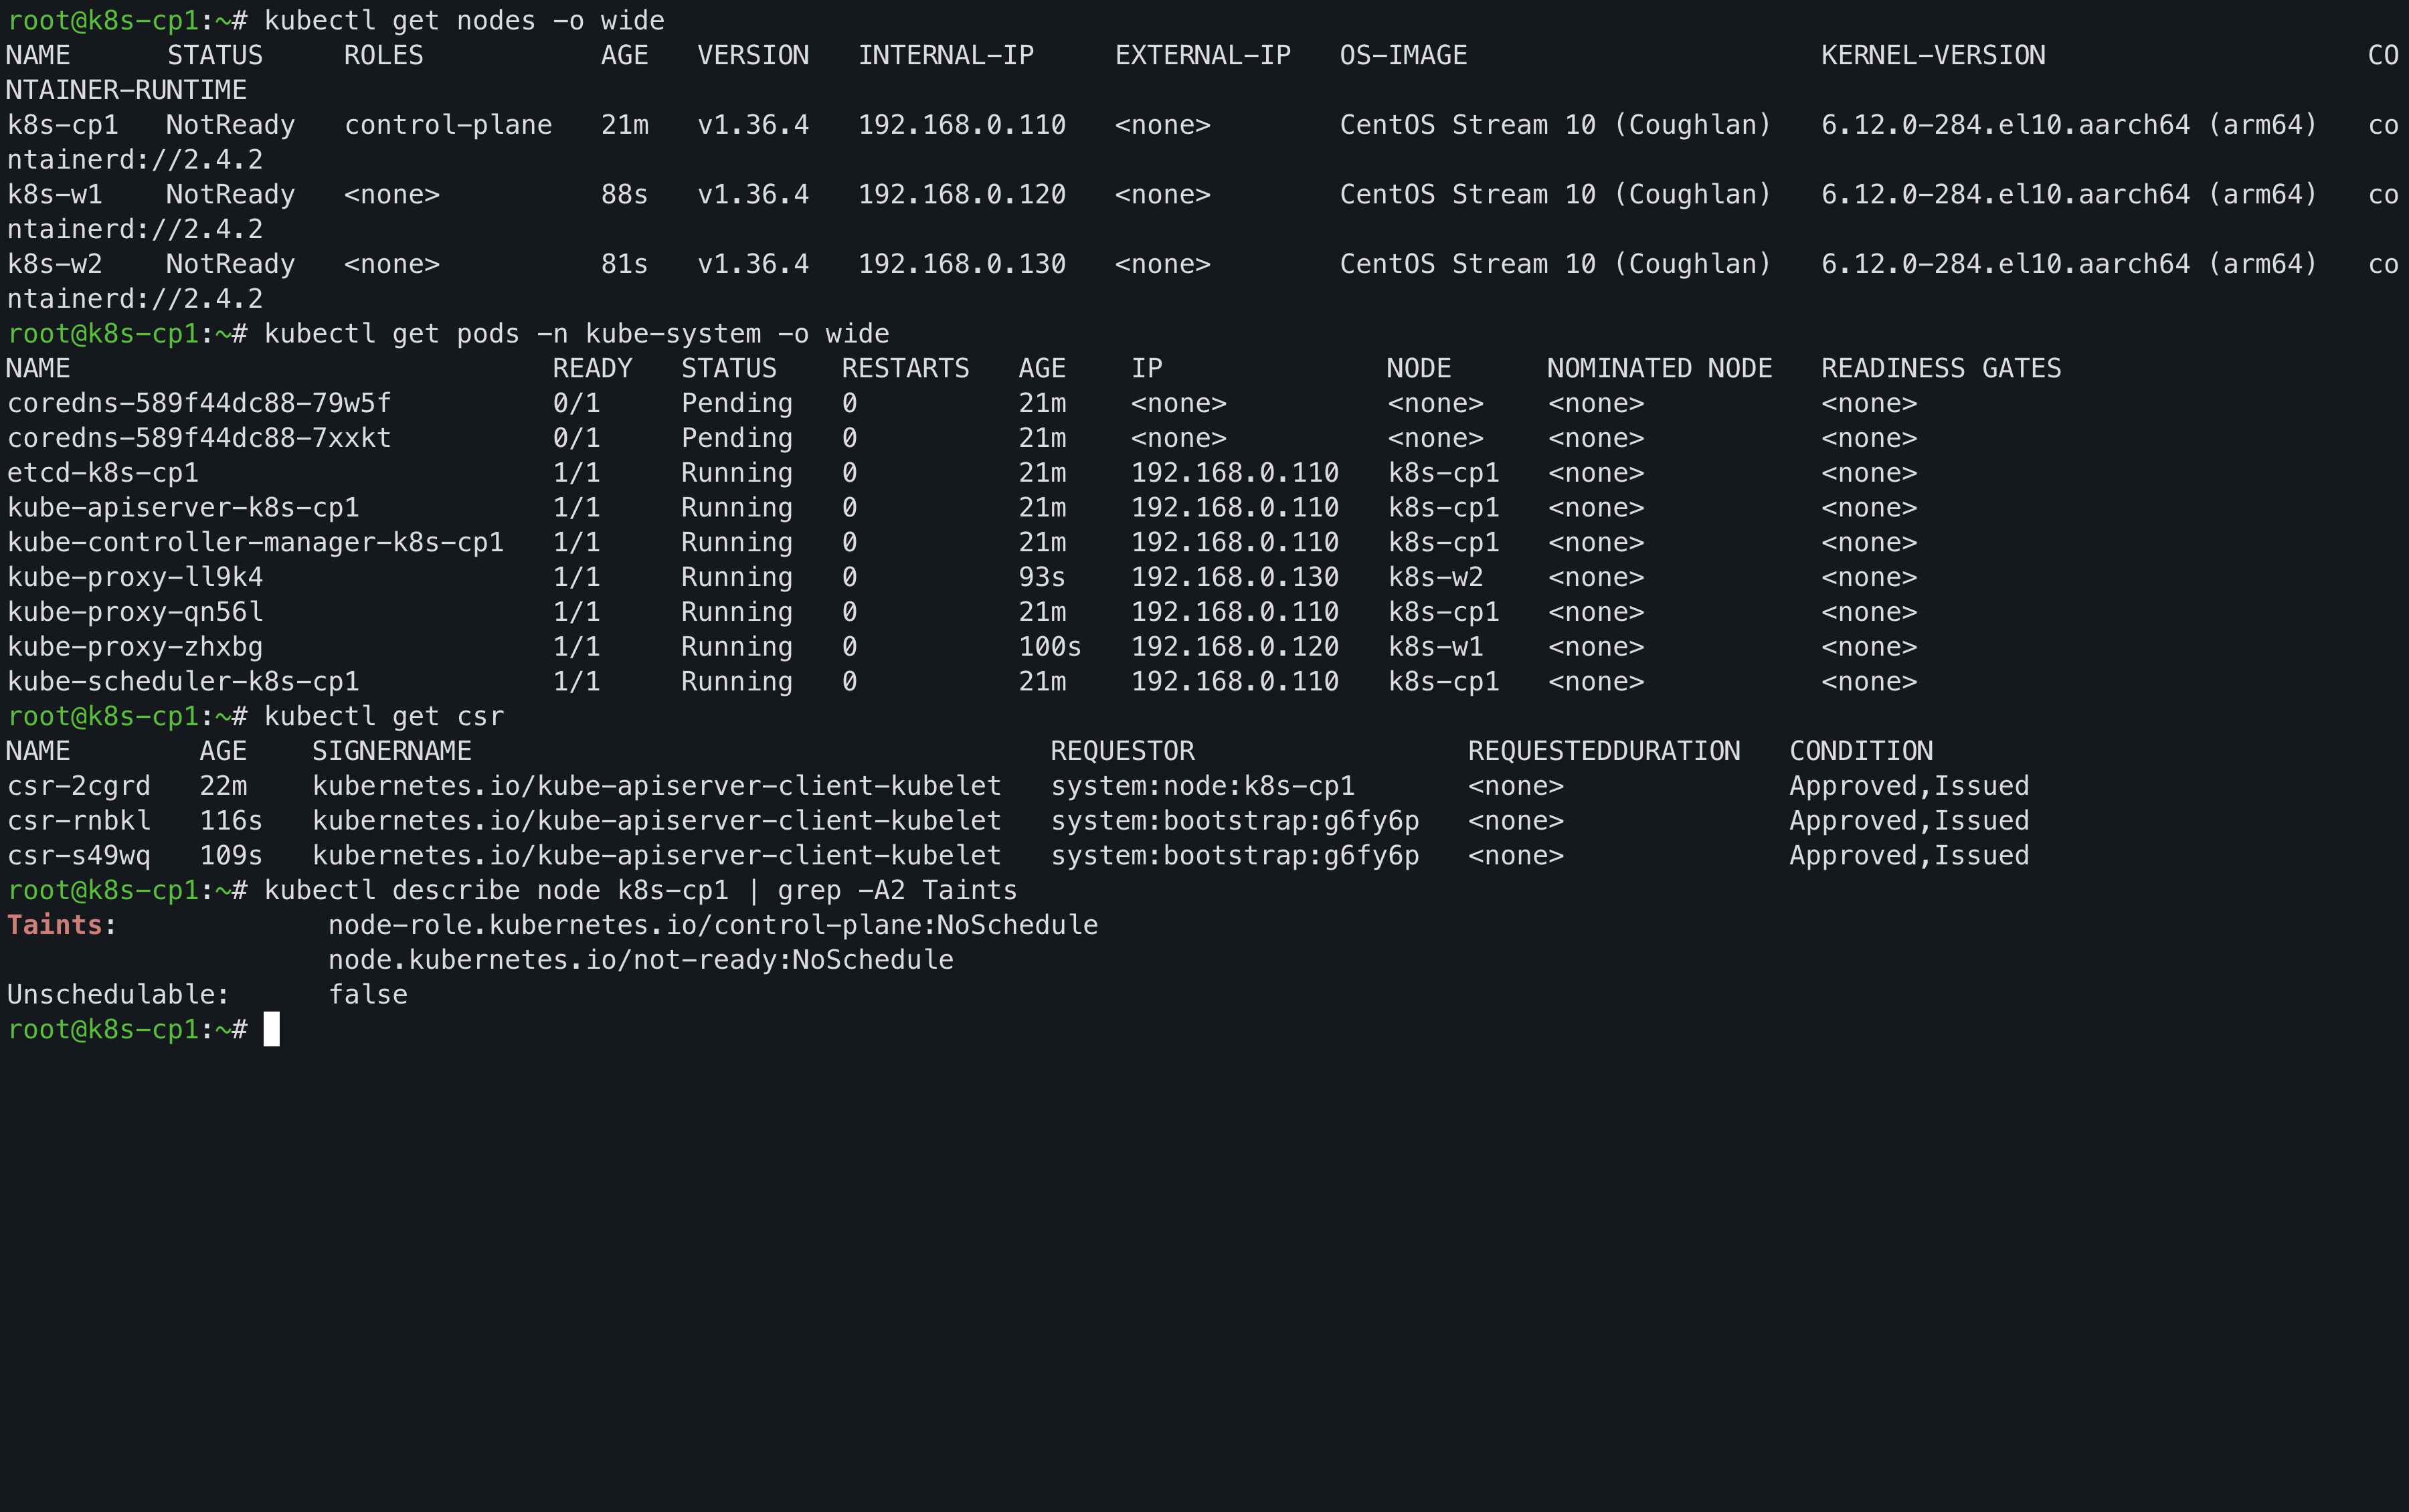 root@k8s-cp1:~# kubectl get nodes -o wide
NAME      STATUS     ROLES           AGE   VERSION   INTERNAL-IP     EXTERNAL-IP   OS-IMAGE                      KERNEL-VERSION                    CO
NTAINER-RUNTIME
k8s-cp1   NotReady   control-plane   21m   v1.36.4   192.168.0.110   <none>        CentOS Stream 10 (Coughlan)   6.12.0-284.el10.aarch64 (arm64)   co
ntainerd://2.4.2
k8s-w1    NotReady   <none>          88s   v1.36.4   192.168.0.120   <none>        CentOS Stream 10 (Coughlan)   6.12.0-284.el10.aarch64 (arm64)   co
ntainerd://2.4.2
k8s-w2    NotReady   <none>          81s   v1.36.4   192.168.0.130   <none>        CentOS Stream 10 (Coughlan)   6.12.0-284.el10.aarch64 (arm64)   co
ntainerd://2.4.2
root@k8s-cp1:~# kubectl get pods -n kube-system -o wide
NAME                              READY   STATUS    RESTARTS   AGE    IP              NODE      NOMINATED NODE   READINESS GATES
coredns-589f44dc88-79w5f          0/1     Pending   0          21m    <none>          <none>    <none>           <none>
coredns-589f44dc88-7xxkt          0/1     Pending   0          21m    <none>          <none>    <none>           <none>
etcd-k8s-cp1                      1/1     Running   0          21m    192.168.0.110   k8s-cp1   <none>           <none>
kube-apiserver-k8s-cp1            1/1     Running   0          21m    192.168.0.110   k8s-cp1   <none>           <none>
kube-controller-manager-k8s-cp1   1/1     Running   0          21m    192.168.0.110   k8s-cp1   <none>           <none>
kube-proxy-ll9k4                  1/1     Running   0          93s    192.168.0.130   k8s-w2    <none>           <none>
kube-proxy-qn56l                  1/1     Running   0          21m    192.168.0.110   k8s-cp1   <none>           <none>
kube-proxy-zhxbg                  1/1     Running   0          100s   192.168.0.120   k8s-w1    <none>           <none>
kube-scheduler-k8s-cp1            1/1     Running   0          21m    192.168.0.110   k8s-cp1   <none>           <none>
root@k8s-cp1:~# kubectl get csr
NAME        AGE    SIGNERNAME                                    REQUESTOR                 REQUESTEDDURATION   CONDITION
csr-2cgrd   22m    kubernetes.io/kube-apiserver-client-kubelet   system:node:k8s-cp1       <none>              Approved,Issued
csr-rnbkl   116s   kubernetes.io/kube-apiserver-client-kubelet   system:bootstrap:g6fy6p   <none>              Approved,Issued
csr-s49wq   109s   kubernetes.io/kube-apiserver-client-kubelet   system:bootstrap:g6fy6p   <none>              Approved,Issued
root@k8s-cp1:~# kubectl describe node k8s-cp1 | grep -A2 Taints
Taints:             node-role.kubernetes.io/control-plane:NoSchedule
                    node.kubernetes.io/not-ready:NoSchedule
Unschedulable:      false
root@k8s-cp1:~#